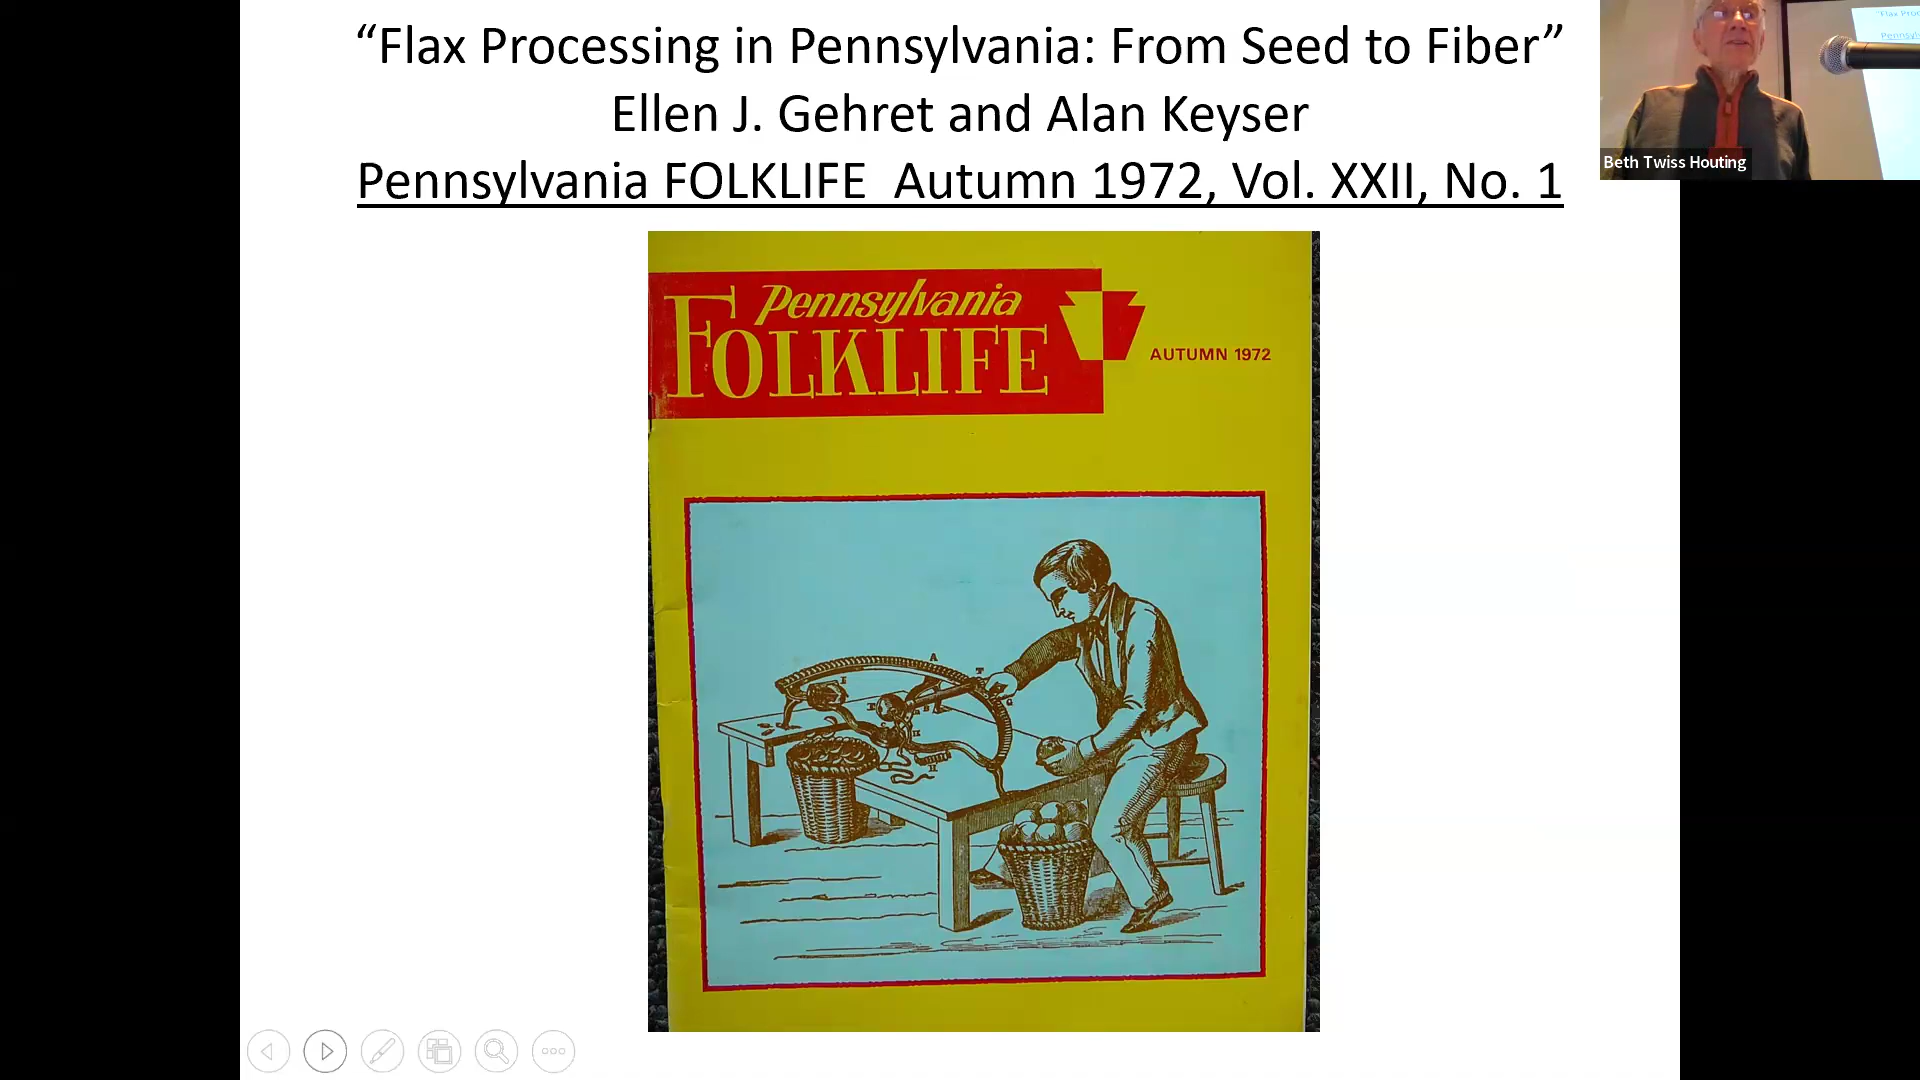 “Flax Processing in Pennsylvania: From Seed to Fiber”
Ellen J. Gehret and Alan Keyser
Pennsylvania FOLKLIFE Autumn 1972, Vol. XXII, No. 1
Beth Twiss Houting
Pennsylvania
FOLKLIFE
AUTUMN 1972
A
T
G
H